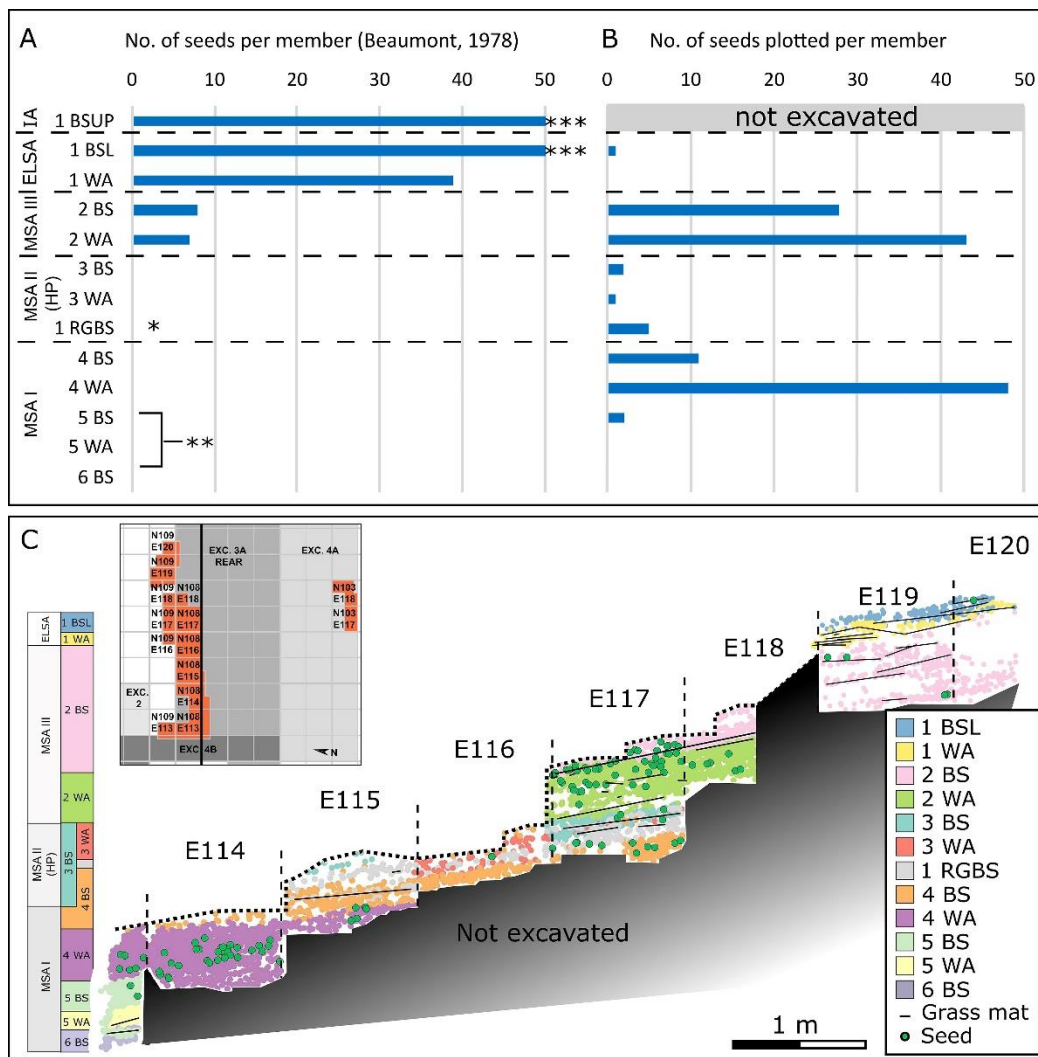 A No. of seeds per member (Beaumont, 1978)
0 10 20 30 40 50
IA
1 BSUP ***
ELSA
1 BSL ***
1 WA
MSA III
2 BS
2 WA
MSA II
(HP)
3 BS
3 WA
1 RGBS *
MSA I
4 BS
4 WA
5 BS
5 WA **
6 BS
B No. of seeds plotted per member
0 10 20 30 40 50
not excavated
C
N109
E120
N109
E119
N109 N108
E118 E118
N109 N108
E117 E117
N109 N108
E116 E116
N108
E115
N108
E114
N109 N108
E113 E113
EXC. 3A
REAR
EXC. 4A
N103
E118
N103
E117
EXC.
2
EXC. 4B
N
E114
E115
E116
E117
E118
E119
E120
ELSA
1 BSL
1 WA
MSA III
2 BS
2 WA
MSA II
(HP)
3 BS
3 WA
4 BS
MSA I
4 WA
5 BS
5 WA
6 BS
Not excavated
1 m
1 BSL
1 WA
2 BS
2 WA
3 BS
3 WA
1 RGBS
4 BS
4 WA
5 BS
5 WA
6 BS
Grass mat
Seed